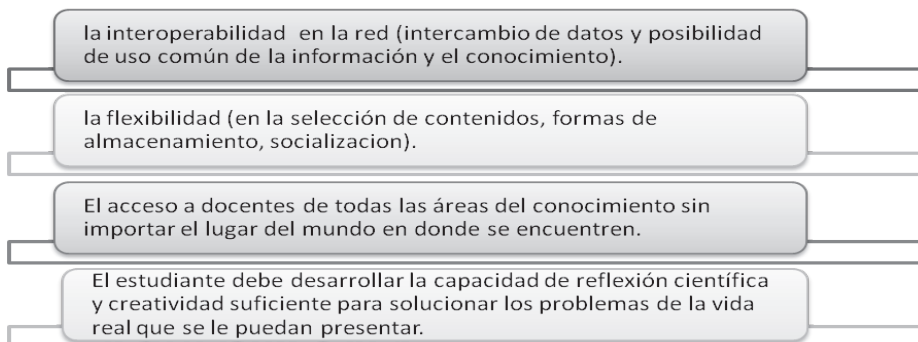 la interoperabilidad en la red (intercambio de datos y posibilidad
de uso común de la información y el conocimiento).
la flexibilidad (en la selección de contenidos, formas de
almacenamiento, socializacion).
El acceso a docentes de todas las áreas del conocimiento sin
importar el lugar del mundo en donde se encuentren.
El estudiante debe desarrollar la capacidad de reflexión científica
y creatividad suficiente para solucionar los problemas de la vida
real que se le puedan presentar.